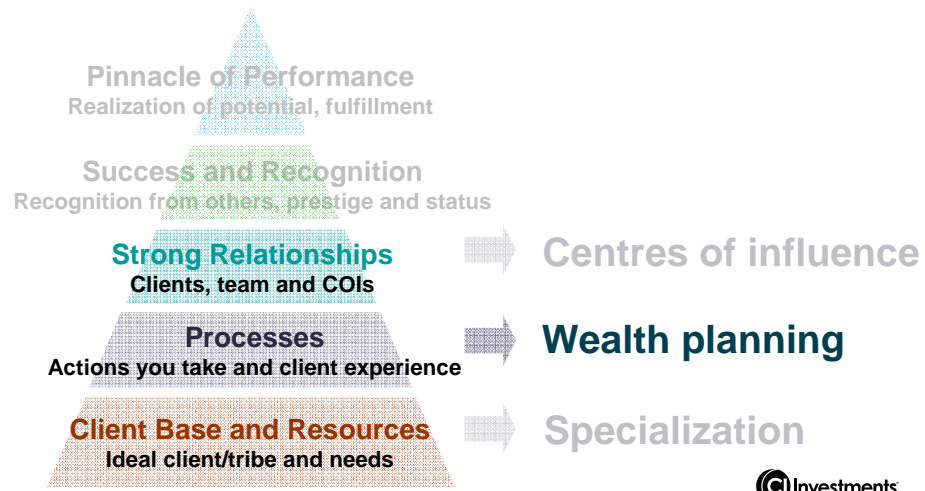 Pinnacle of Performance
Realization of potential, fulfillment
Success and Recognition
Recognition from others, prestige and status
Strong Relationships
Clients, team and COIs
Centres of influence
Processes
Actions you take and client experience
Wealth planning
Client Base and Resources
Ideal client/tribe and needs
Specialization
CI Investments